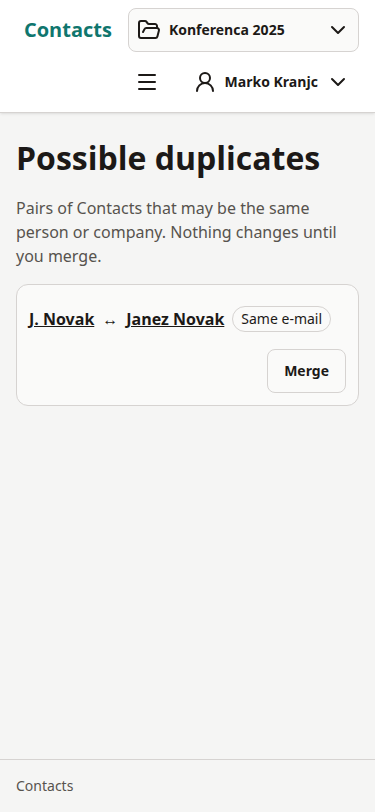 Contacts
Konferenca 2025
Marko Kranjc
Possible duplicates
Pairs of Contacts that may be the same
person or company. Nothing changes until
you merge.
J. Novak ↔ Janez Novak Same e-mail
Merge
Contacts